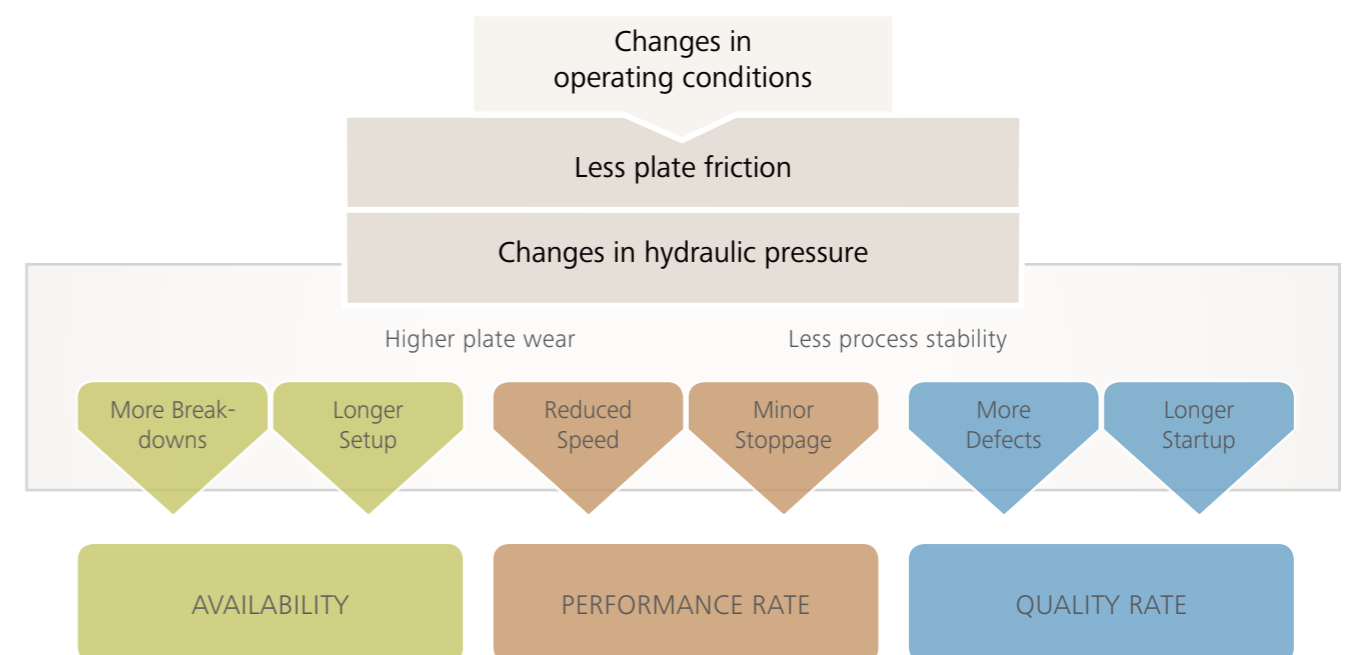 Changes in
operating conditions
Less plate friction
Changes in hydraulic pressure
Higher plate wear
Less process stability
More Break-
downs
Longer
Setup
Reduced
Speed
Minor
Stoppage
More
Defects
Longer
Startup
AVAILABILITY
PERFORMANCE RATE
QUALITY RATE